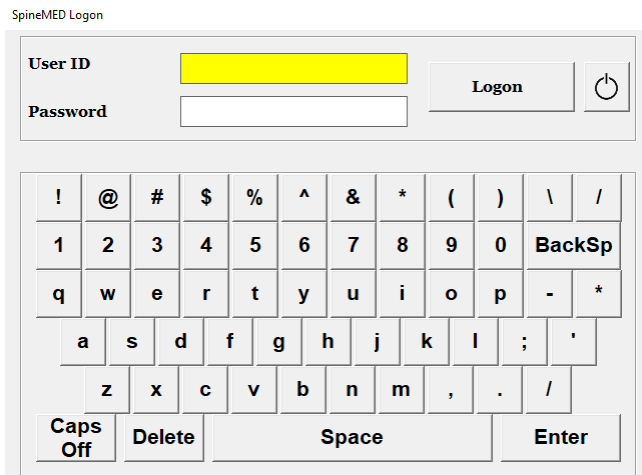 SpineMED Logon
User ID
Logon
Password
! @ # $ % ^ & * ( ) \ /
1 2 3 4 5 6 7 8 9 0 BackSp
q w e r t y u i o p - *
a s d f g h j k l ; '
z x c v b n m , . /
Caps
Off
Delete Space Enter